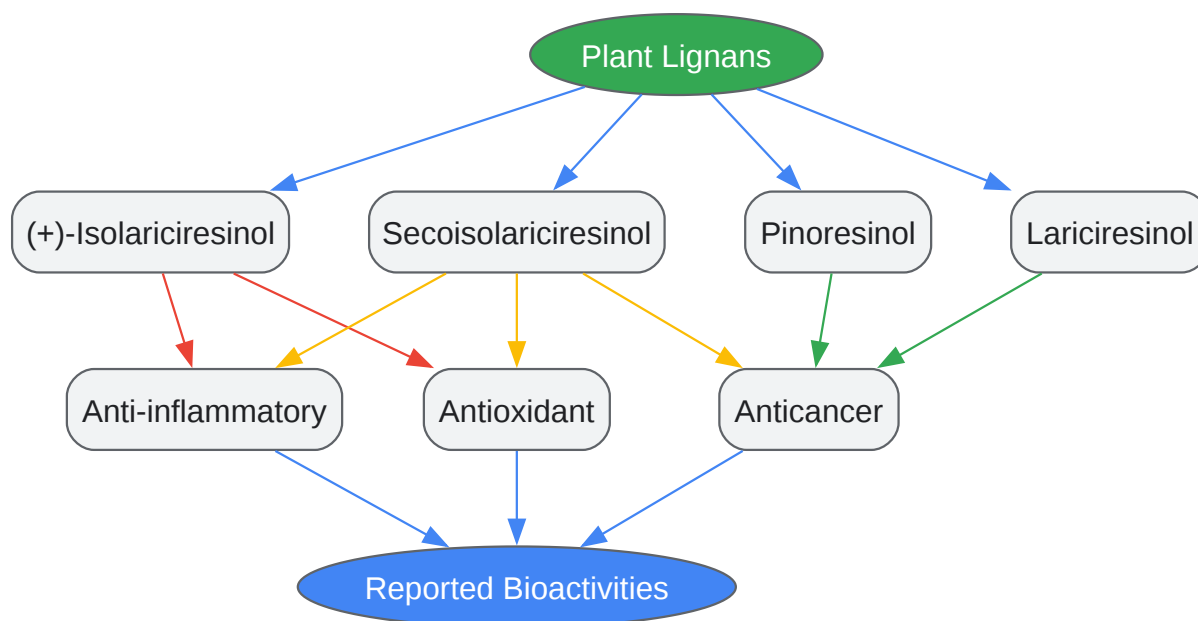 Plant Lignans
(+)-Isolariciresinol
Secoisolariciresinol
Pinoresinol
Lariciresinol
Anti-inflammatory
Antioxidant
Anticancer
Reported Bioactivities